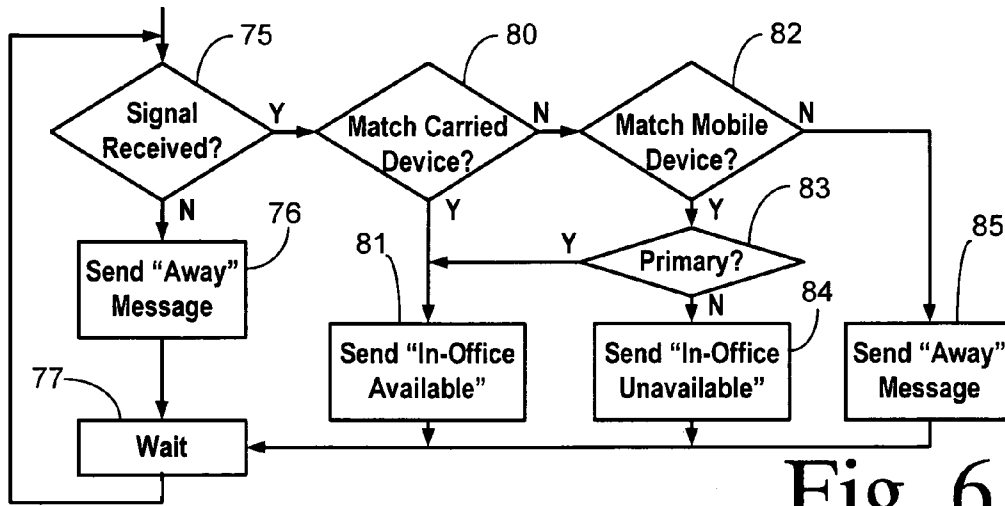 75
80
82
Signal
Received?
Y
Match Carried
Device?
N
Match Mobile
Device?
N
N
76
Y
Y
83
Send “Away”
Message
81
Y
Primary?
85
N
84
Send “In-Office
Available”
Send “In-Office
Unavailable”
Send “Away”
Message
77
Wait
Fig. 6